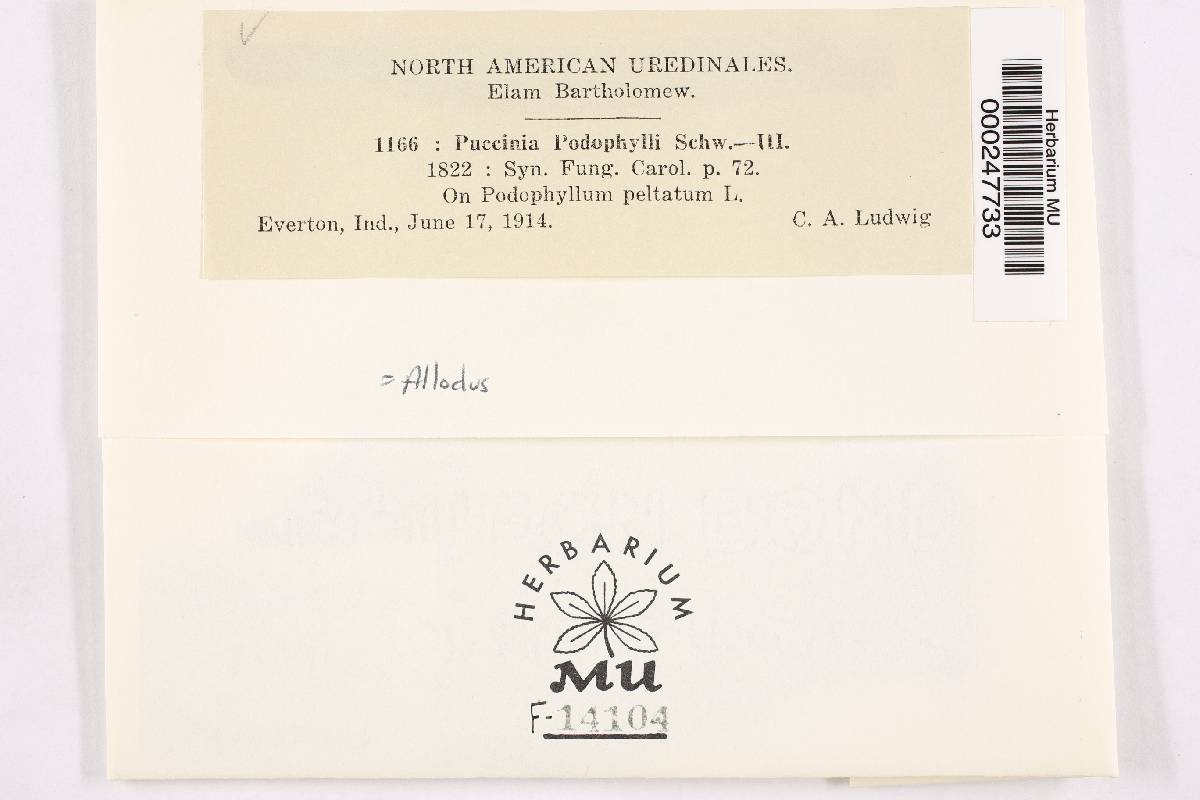 NORTH AMERICAN UREDINALES.
Elam Bartholomew.
1166 : Puccinia Podophylli Schw.—III.
1822 : Syn. Fung. Carol. p. 72.
On Podophyllum peltatum L.
Everton, Ind., June 17, 1914. C. A. Ludwig
Herbarium MU
000247733
= Allodus
HERBARIUM
MU
F-14104